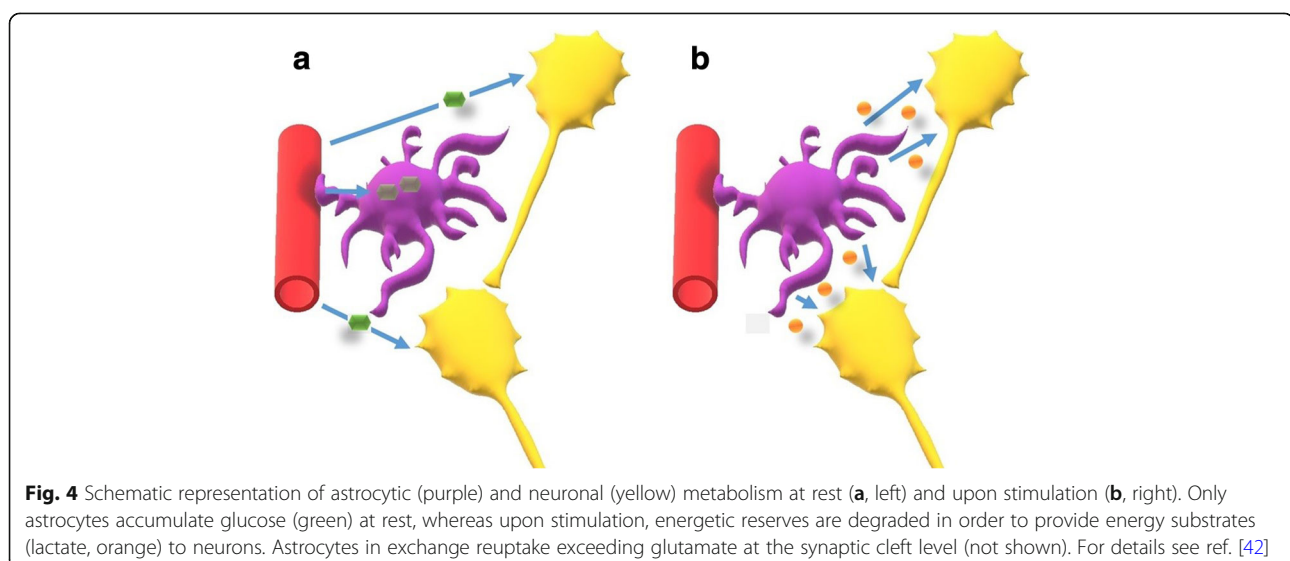 a
b
Fig. 4 Schematic representation of astrocytic (purple) and neuronal (yellow) metabolism at rest (a, left) and upon stimulation (b, right). Only
astrocytes accumulate glucose (green) at rest, whereas upon stimulation, energetic reserves are degraded in order to provide energy substrates
(lactate, orange) to neurons. Astrocytes in exchange reuptake exceeding glutamate at the synaptic cleft level (not shown). For details see ref. [42]